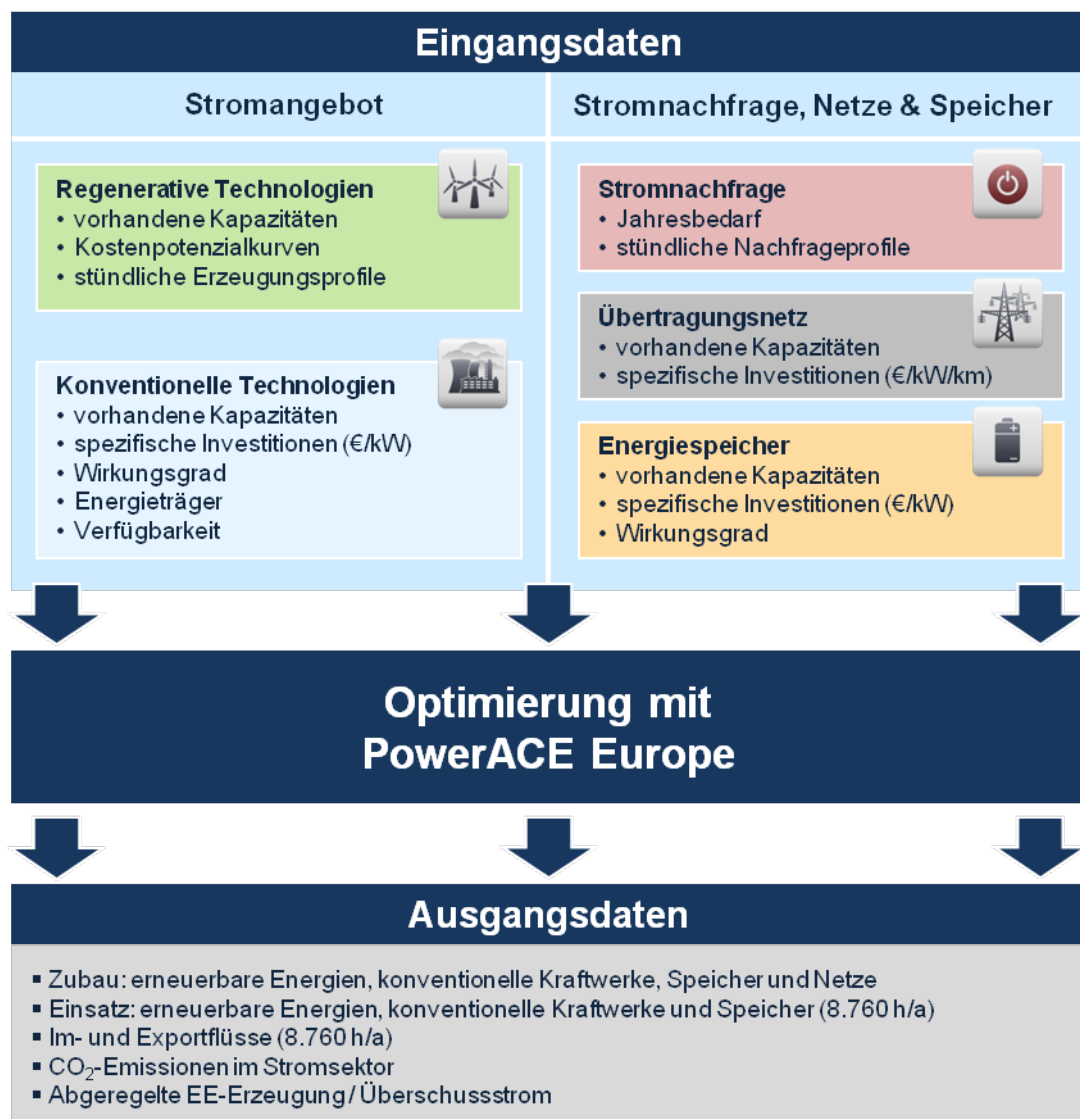 Eingangsdaten
Stromangebot
Regenerative Technologien
• vorhandene Kapazitäten
• Kostenpotenzialkurven
• stündliche Erzeugungsprofile
Konventionelle Technologien
• vorhandene Kapazitäten
• spezifische Investitionen (€/kW)
• Wirkungsgrad
• Energieträger
• Verfügbarkeit
Stromnachfrage, Netze & Speicher
Stromnachfrage
• Jahresbedarf
• stündliche Nachfrageprofile
Übertragungsnetz
• vorhandene Kapazitäten
• spezifische Investitionen (€/kW/km)
Energiespeicher
• vorhandene Kapazitäten
• spezifische Investitionen (€/kW)
• Wirkungsgrad
Optimierung mit
PowerACE Europe
Ausgangsdaten
▪ Zubau: erneuerbare Energien, konventionelle Kraftwerke, Speicher und Netze
▪ Einsatz: erneuerbare Energien, konventionelle Kraftwerke und Speicher (8.760 h/a)
▪ Im- und Exportflüsse (8.760 h/a)
▪ CO₂-Emissionen im Stromsektor
▪ Abgeregelte EE-Erzeugung / Überschussstrom